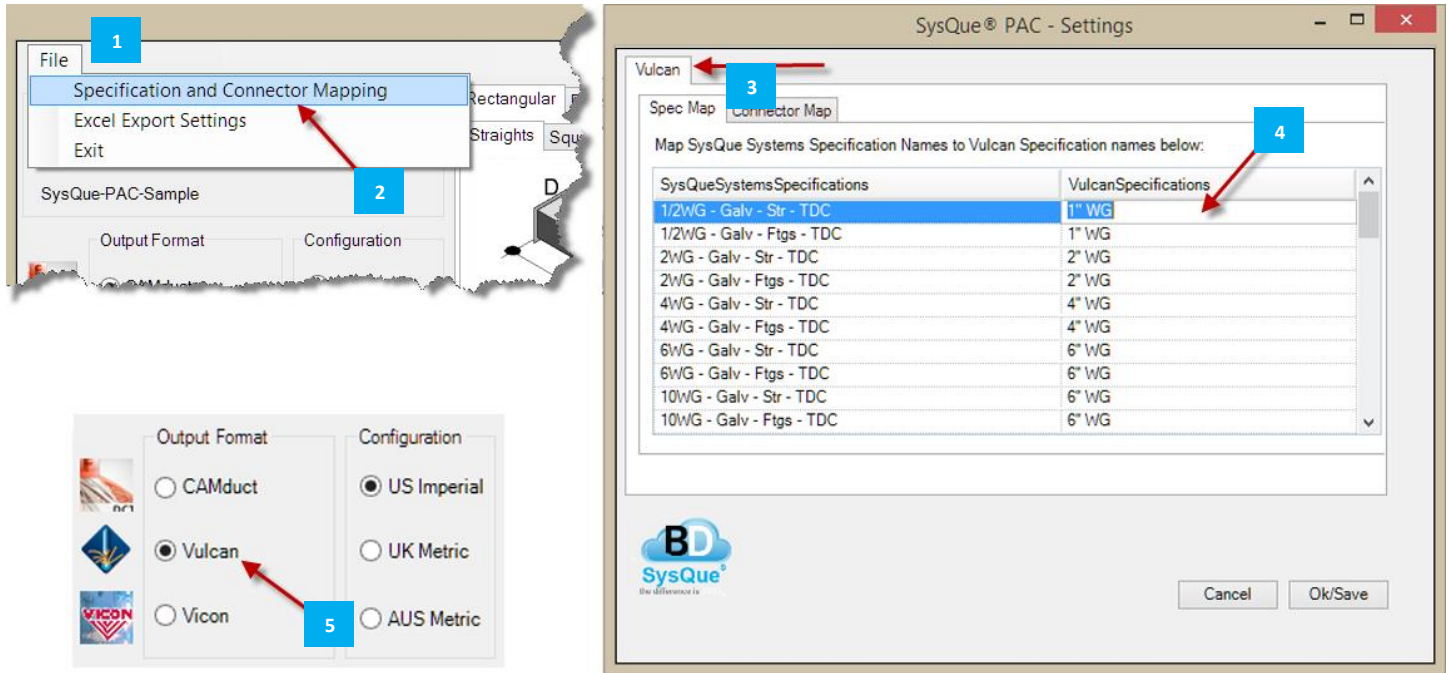 1
File
Specification and Connector Mapping
Excel Export Settings
Exit
2
SysQue-PAC-Sample
Output Format
Configuration
Rectangular
Straights
D
SysQue® PAC - Settings
Vulcan
3
Spec Map
Connector Map
4
Map SysQue Systems Specification Names to Vulcan Specification names below:
SysQueSystemsSpecifications VulcanSpecifications
1/2WG - Galv - Str - TDC 1" WG
1/2WG - Galv - Ftgs - TDC 1" WG
2WG - Galv - Str - TDC 2" WG
2WG - Galv - Ftgs - TDC 2" WG
4WG - Galv - Str - TDC 4" WG
4WG - Galv - Ftgs - TDC 4" WG
6WG - Galv - Str - TDC 6" WG
6WG - Galv - Ftgs - TDC 6" WG
10WG - Galv - Str - TDC 6" WG
10WG - Galv - Ftgs - TDC 6" WG
BD
SysQue®
the difference is
Cancel Ok/Save
Output Format Configuration
CAMduct US Imperial
Vulcan UK Metric
VICON
Vicon AUS Metric
5